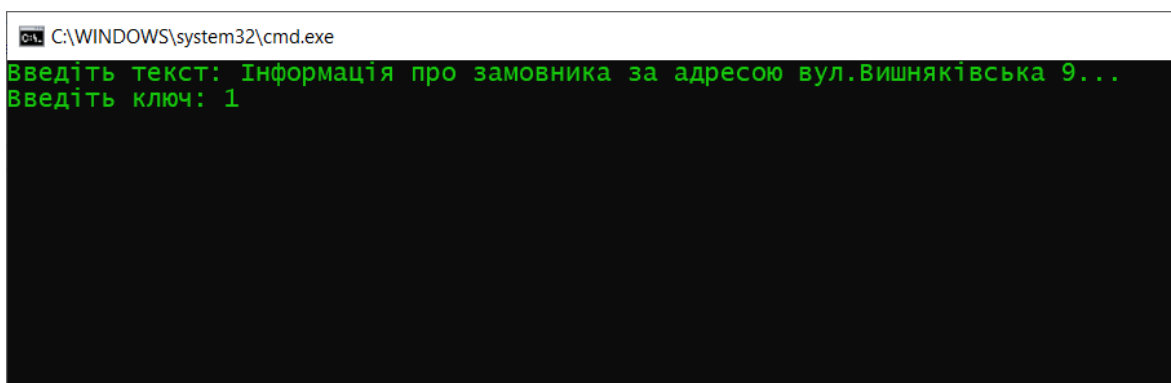 C:\WINDOWS\system32\cmd.exe
Введіть текст: Інформація про замовника за адресою вул.Вишняківська 9...
Введіть ключ: 1